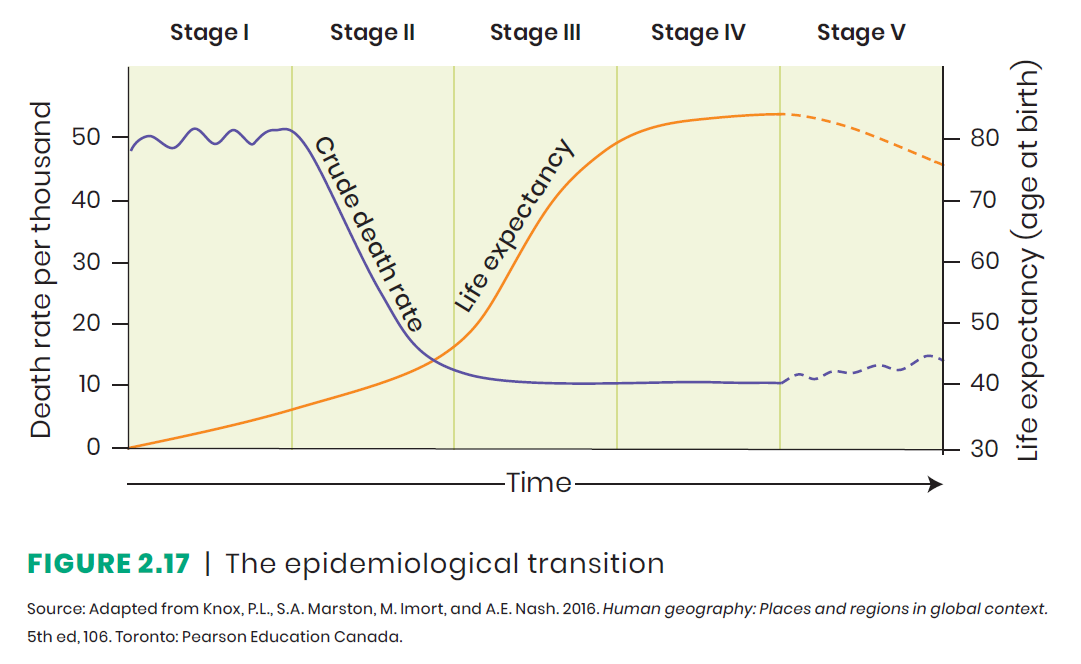 Stage I Stage II Stage III Stage IV Stage V
Death rate per thousand
50
40
30
20
10
0
Crude death rate
Life expectancy
80
70
60
50
40
30
Life expectancy (age at birth)
Time
FIGURE 2.17 | The epidemiological transition
Source: Adapted from Knox, P.L., S.A. Marston, M. Imort, and A.E. Nash. 2016. Human geography: Places and regions in global context.
5th ed, 106. Toronto: Pearson Education Canada.